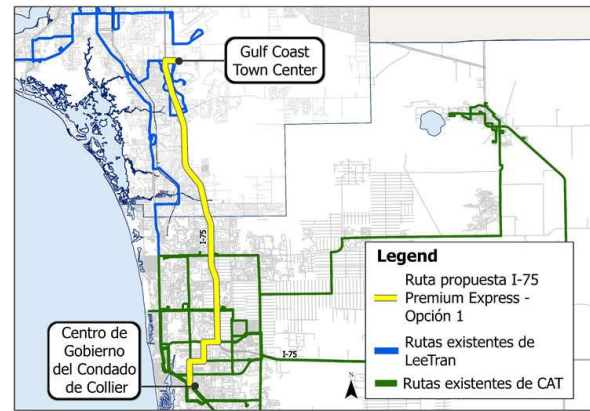 Gulf Coast
Town Center
I-75
Legend
Ruta propuesta I-75
Premium Express -
Opción 1
Rutas existentes de
LeeTran
Rutas existentes de CAT
Centro de
Gobierno
del Condado
de Collier
I-75